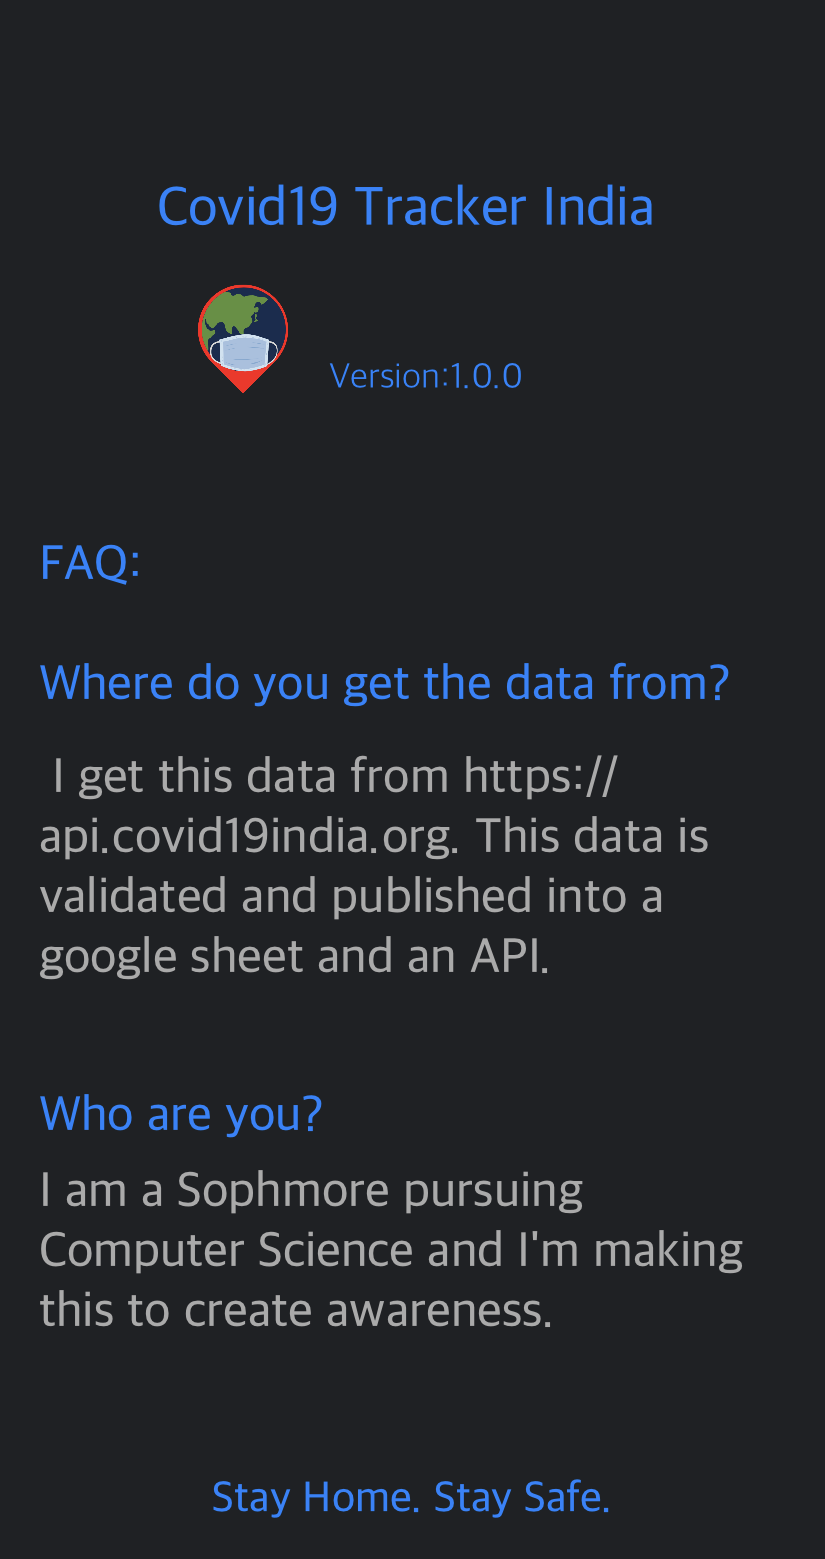 Covid19 Tracker India
Version:1.0.0
FAQ:
Where do you get the data from?
I get this data from https://
api.covid19india.org. This data is
validated and published into a
google sheet and an API.
Who are you?
I am a Sophmore pursuing
Computer Science and I'm making
this to create awareness.
Stay Home. Stay Safe.